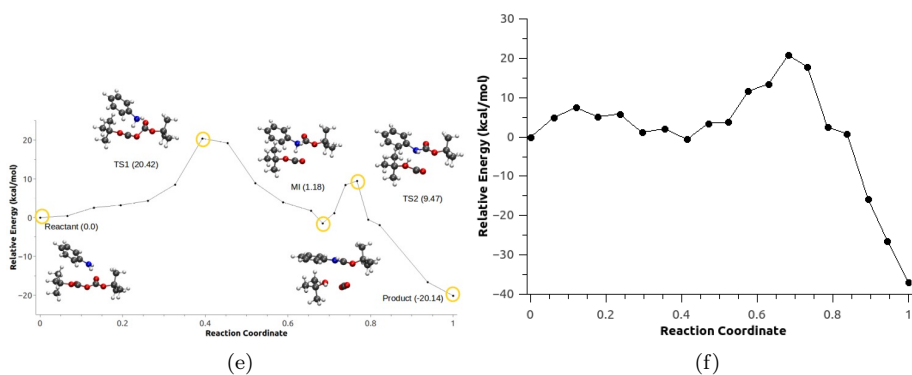 Relative Energy (kcal/mol)
20
10
0
−10
−20
TS1 (20.42)
MI (1.18)
TS2 (9.47)
Reactant (0.0)
Product (-20.14)
0
0.2
0.4
0.6
0.8
1
Reaction Coordinate
(e)
Relative Energy (kcal/mol)
30
20
10
0
−10
−20
−30
−40
0
0.2
0.4
0.6
0.8
1
Reaction Coordinate
(f)